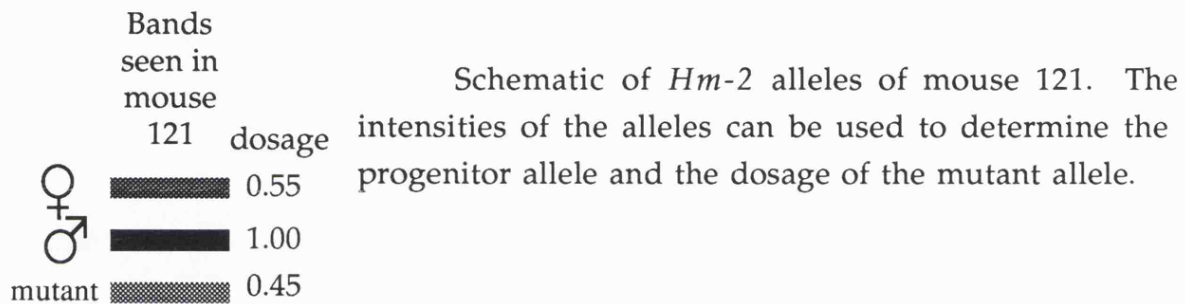 Bands
seen in
mouse
121 dosage
Schematic of Hm-2 alleles of mouse 121. The
intensities of the alleles can be used to determine the
progenitor allele and the dosage of the mutant allele.
♀ 0.55
♂ 1.00
mutant 0.45